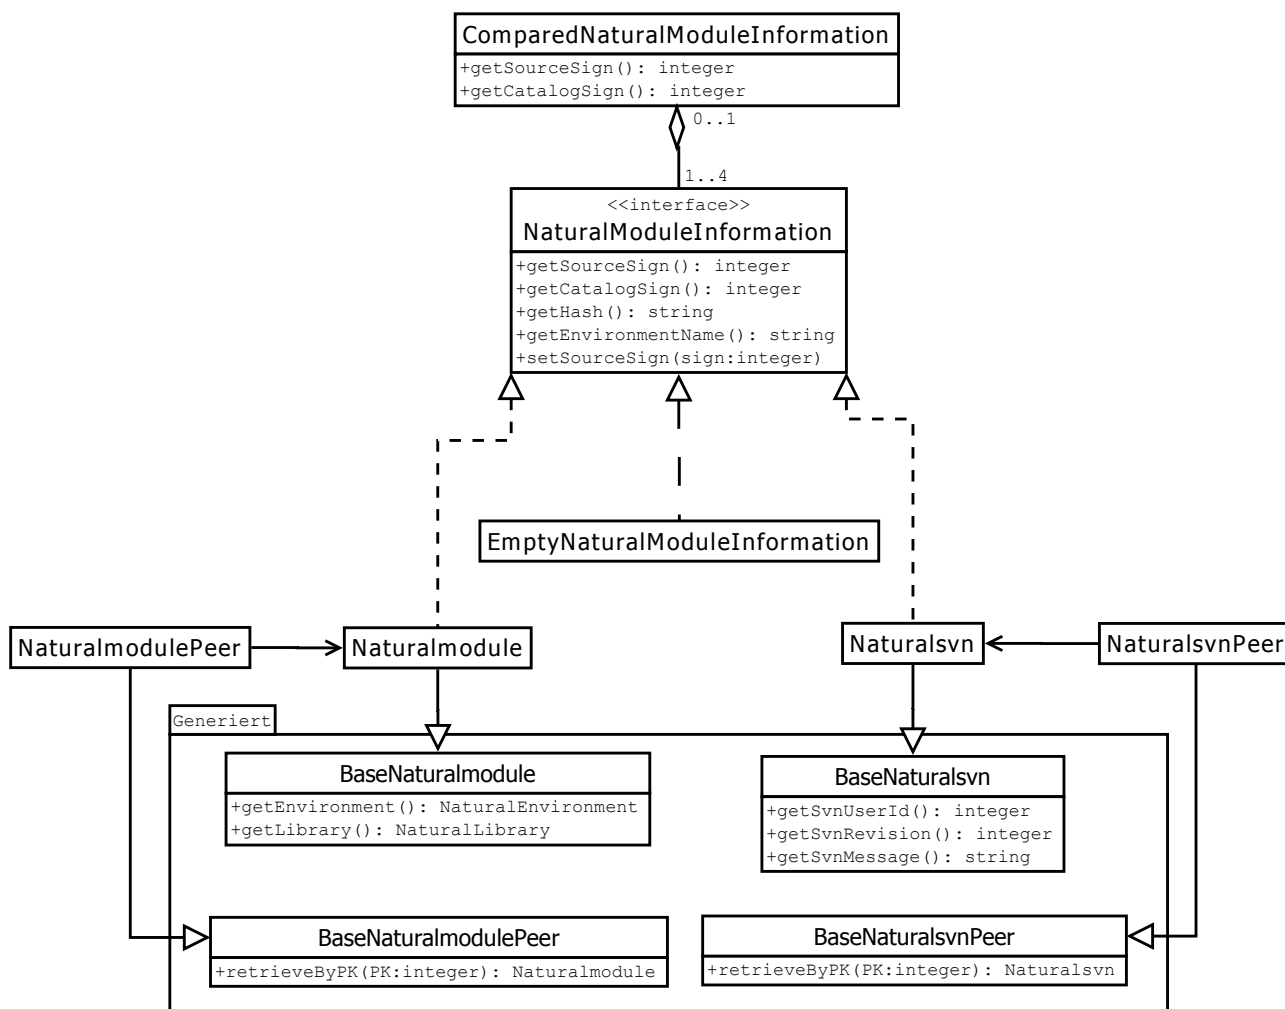 ComparedNaturalModuleInformation
+getSourceSign(): integer
+getCatalogSign(): integer
0..1
1..4
<<interface>>
NaturalModuleInformation
+getSourceSign(): integer
+getCatalogSign(): integer
+getHash(): string
+getEnvironmentName(): string
+setSourceSign(sign:integer)
EmptyNaturalModuleInformation
NaturalmodulePeer
Naturalmodule
Naturalsvn
NaturalsvnPeer
Generiert
BaseNaturalmodule
+getEnvironment(): NaturalEnvironment
+getLibrary(): NaturalLibrary
BaseNaturalsvn
+getSvnUserId(): integer
+getSvnRevision(): integer
+getSvnMessage(): string
BaseNaturalmodulePeer
+retrieveByPK(PK:integer): Naturalmodule
BaseNaturalsvnPeer
+retrieveByPK(PK:integer): Naturalsvn